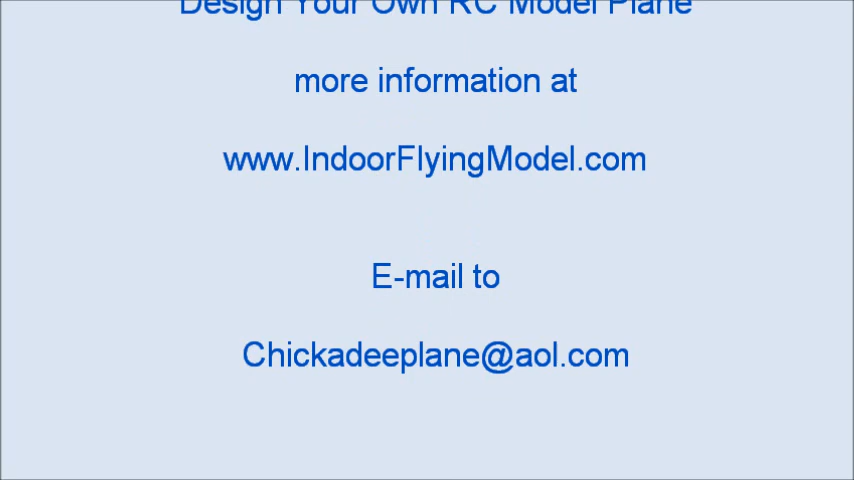 Design Your Own RC Model Plane
more information at
www.IndoorFlyingModel.com
E-mail to
Chickadeeplane@aol.com